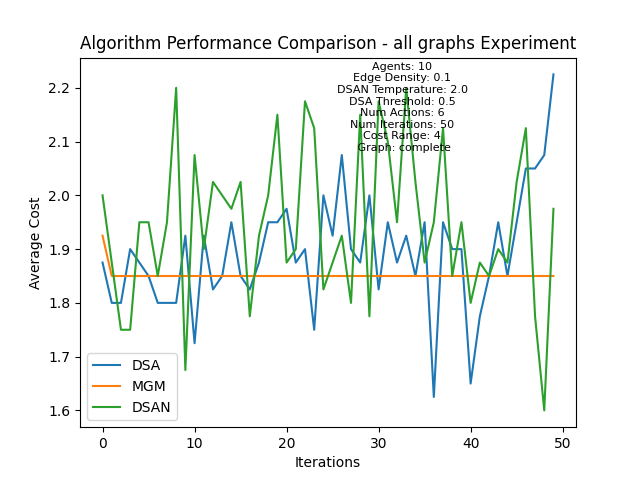 Algorithm Performance Comparison - all graphs Experiment
Agents: 10
Edge Density: 0.1
DSAN Temperature: 2.0
DSA Threshold: 0.5
Num Actions: 6
Num Iterations: 50
Cost Range: 4
Graph: complete
Average Cost
2.2
2.1
2.0
1.9
1.8
1.7
1.6
DSA
MGM
DSAN
0 10 20 30 40 50
Iterations